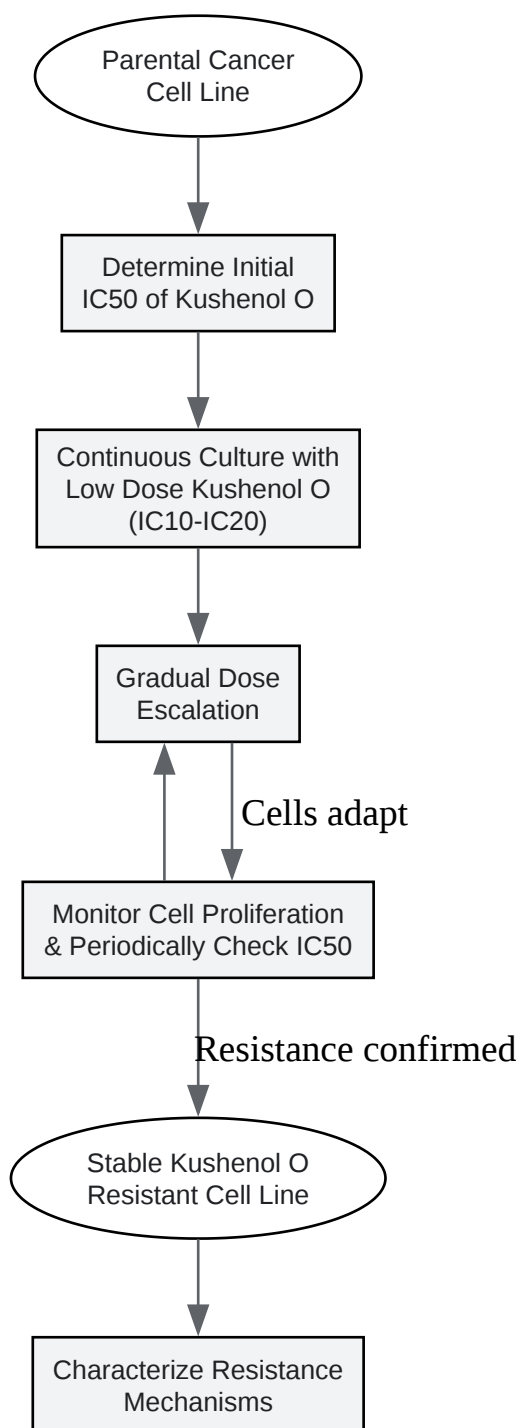 Parental Cancer
Cell Line
Determine Initial
IC50 of Kushenol O
Continuous Culture with
Low Dose Kushenol O
(IC10-IC20)
Gradual Dose
Escalation
Cells adapt
Monitor Cell Proliferation
& Periodically Check IC50
Resistance confirmed
Stable Kushenol O
Resistant Cell Line
Characterize Resistance
Mechanisms